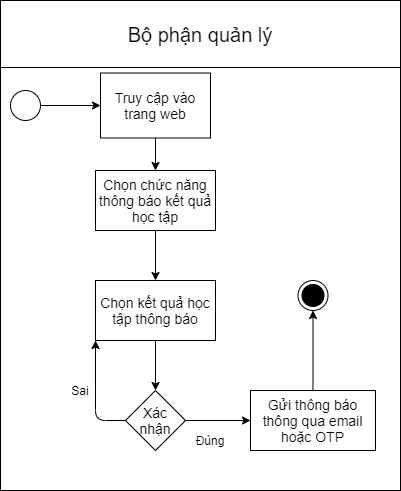 Bộ phận quản lý
Truy cập vào
trang web
Chọn chức năng
thông báo kết quả
học tập
Chọn kết quả học
tập thông báo
Sai
Xác
nhận
Đúng
Gửi thông báo
thông qua email
hoặc OTP